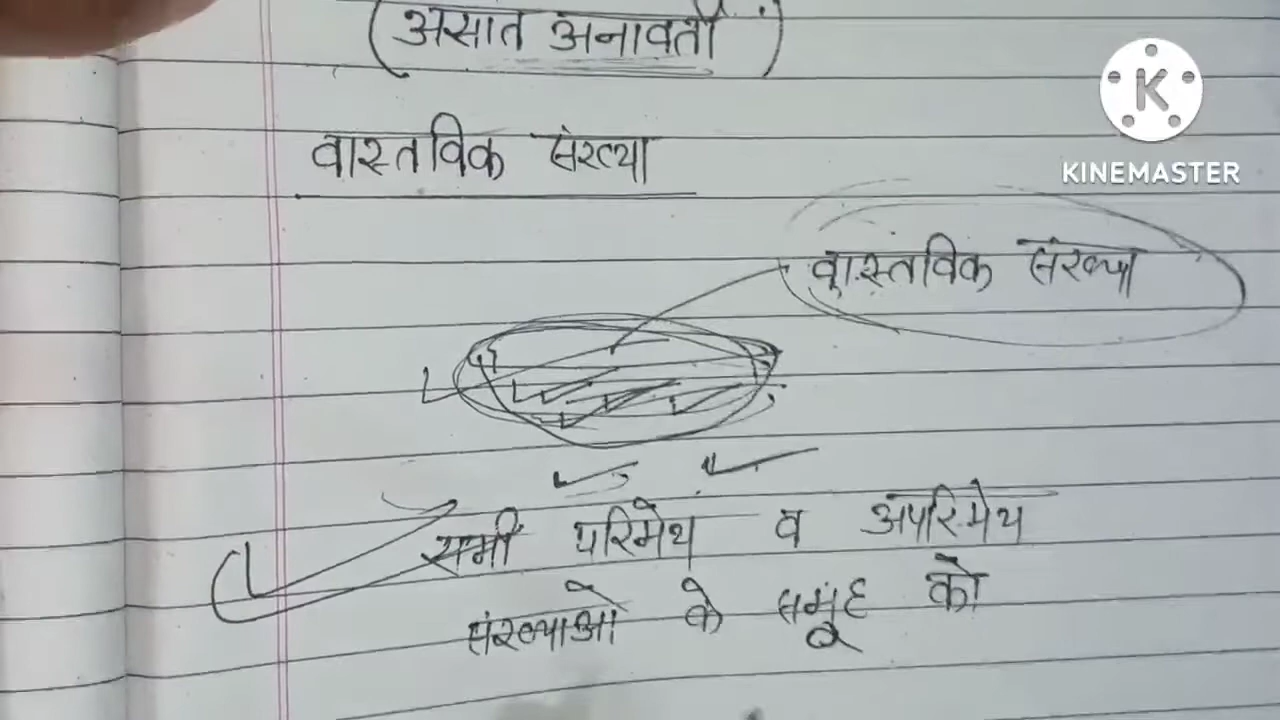 (असांत अनावर्ती)
वास्तविक संख्या
वास्तविक संख्या
सभी परिमेय व अपरिमेय
संख्याओं के समूह को
K
KINEMASTER